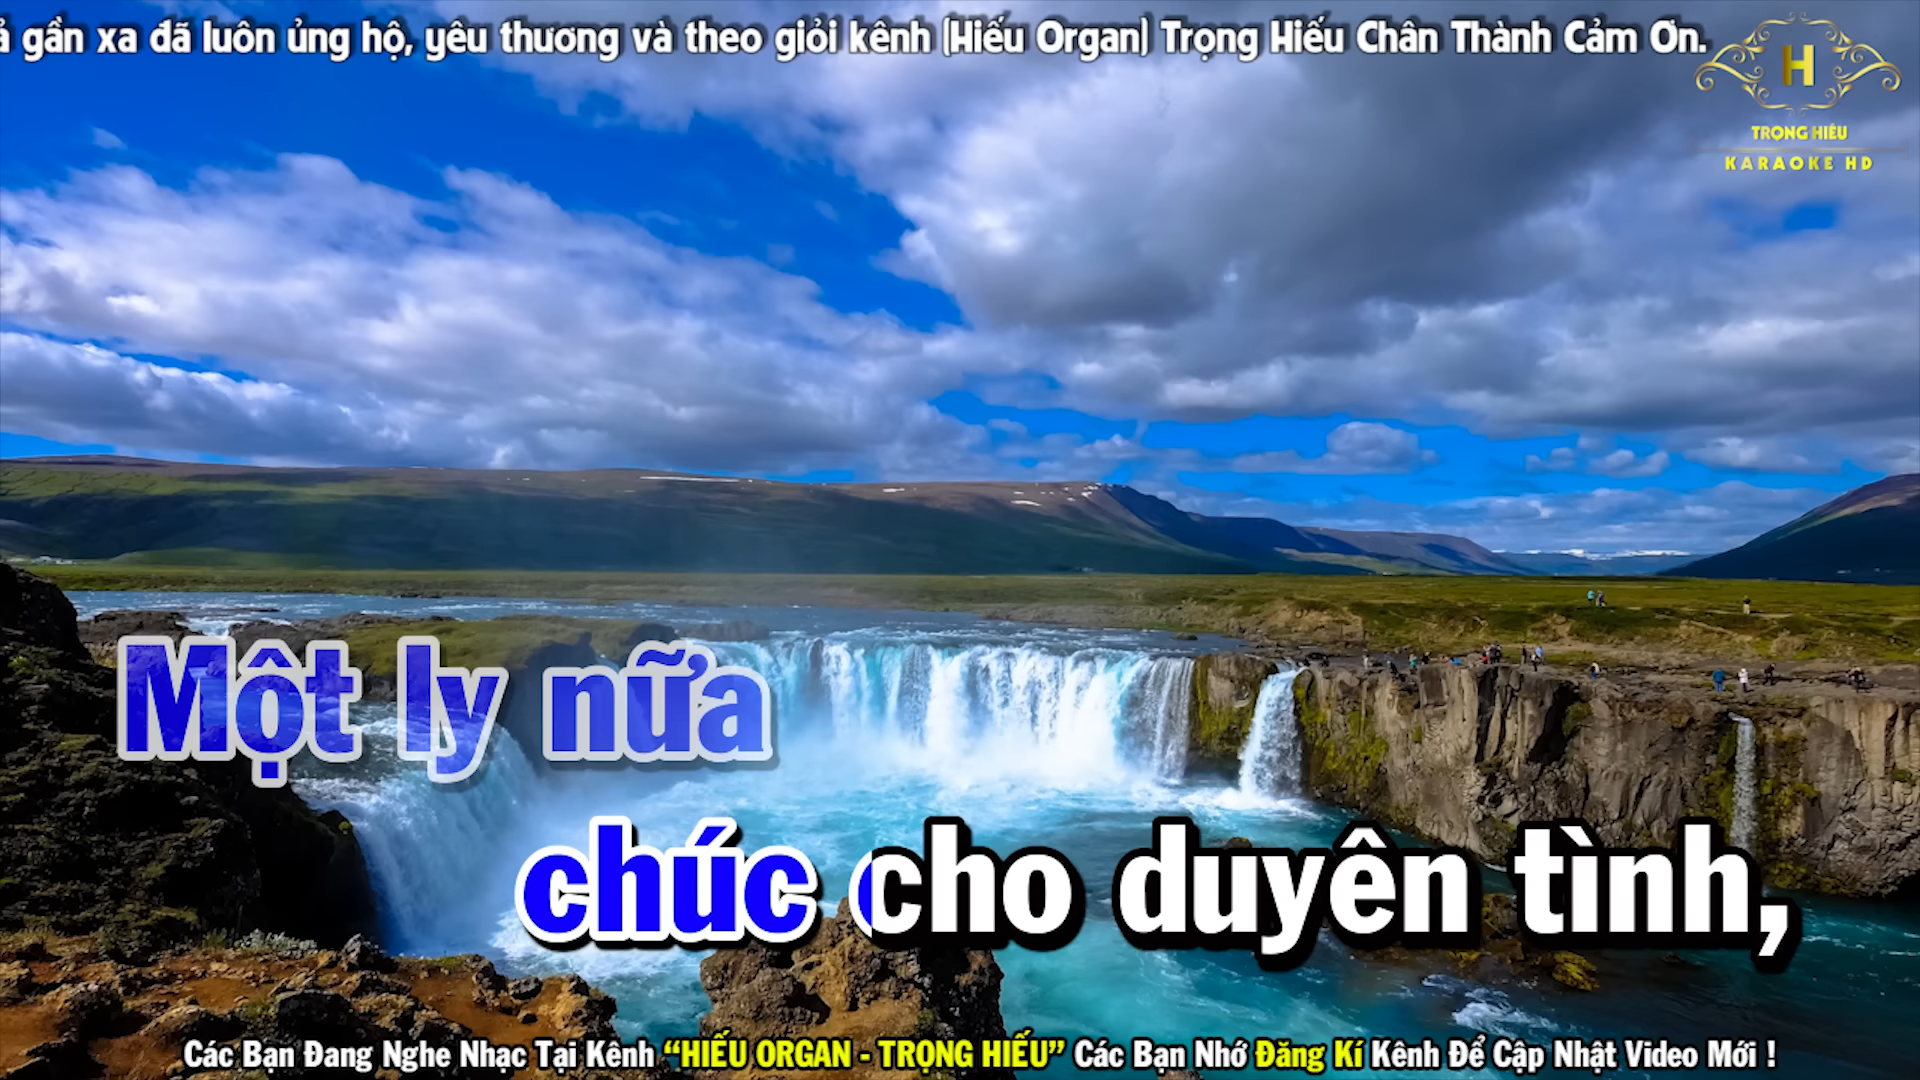 gần xa đã luôn ủng hộ, yêu thương và theo giỏi kênh (Hiếu Organ) Trọng Hiếu Chân Thành Cảm Ơn.
H
TRỌNG HIẾU
KARAOKE HD
Một ly nữa
chúc cho duyên tình,
Các Bạn Đang Nghe Nhạc Tại Kênh “HIẾU ORGAN - TRỌNG HIẾU” Các Bạn Nhớ Đăng Kí Kênh Để Cập Nhật Video Mới !